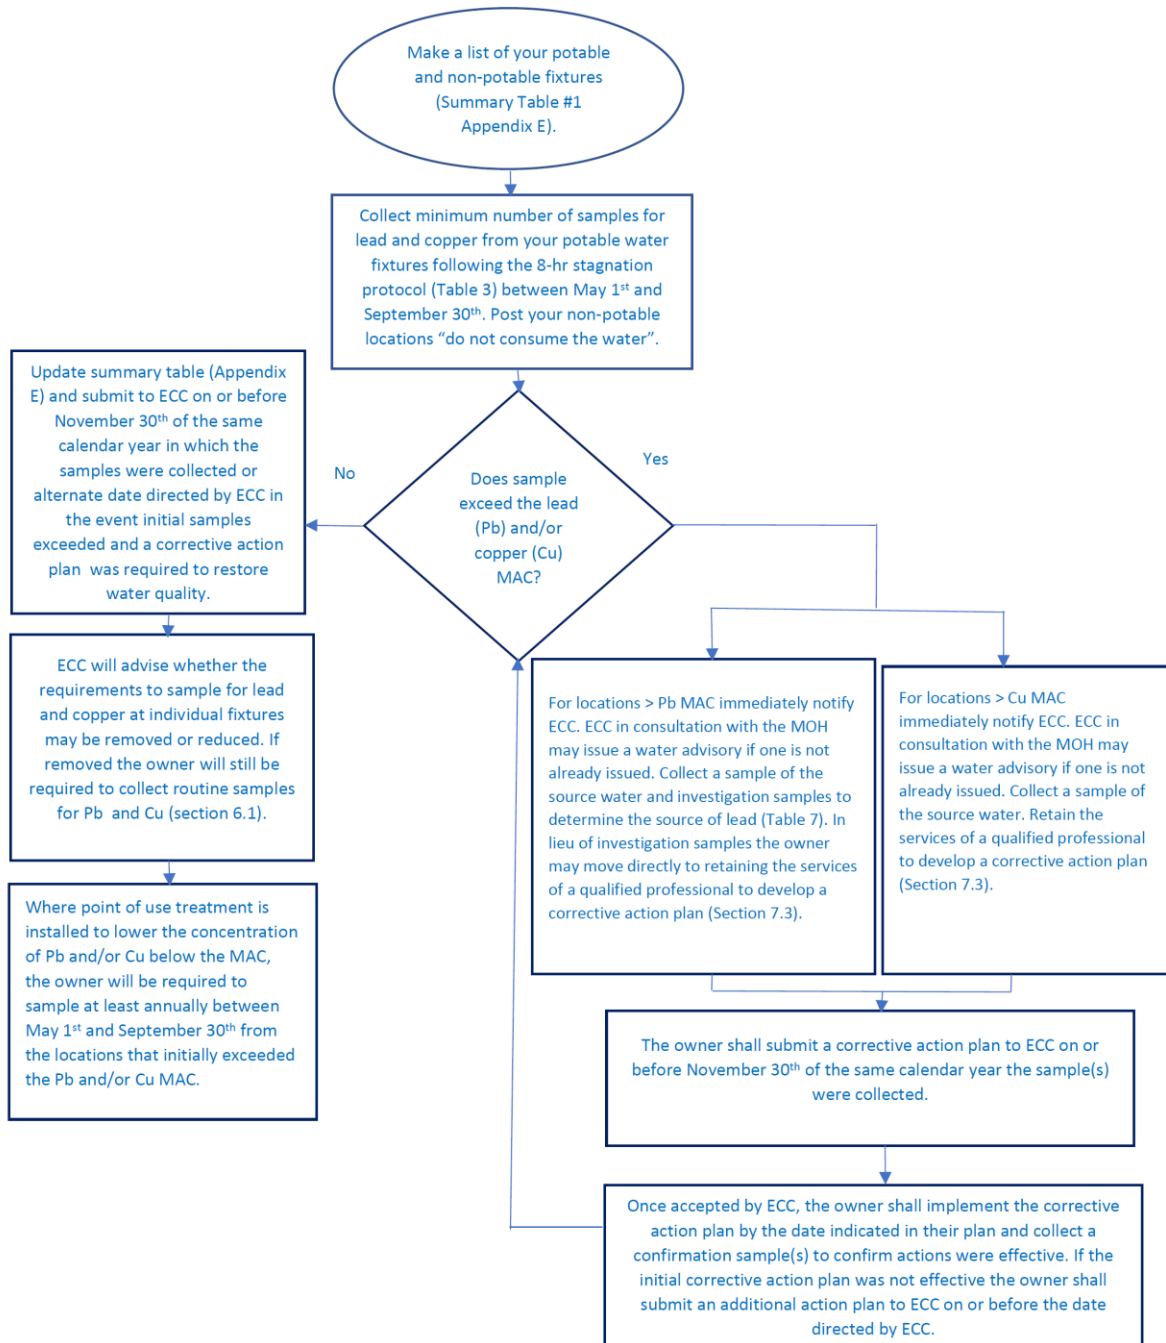 Make a list of your potable
and non-potable fixtures
(Summary Table #1
Appendix E).
Collect minimum number of samples for
lead and copper from your potable water
fixtures following the 8-hr stagnation
protocol (Table 3) between May 1st and
September 30th. Post your non-potable
locations “do not consume the water”.
Does sample
exceed the lead
(Pb) and/or
copper (Cu)
MAC?
No
Update summary table (Appendix
E) and submit to ECC on or before
November 30th of the same
calendar year in which the
samples were collected or
alternate date directed by ECC in
the event initial samples
exceeded and a corrective action
plan was required to restore
water quality.
ECC will advise whether the
requirements to sample for lead
and copper at individual fixtures
may be removed or reduced. If
removed the owner will still be
required to collect routine samples
for Pb and Cu (section 6.1).
Where point of use treatment is
installed to lower the concentration
of Pb and/or Cu below the MAC,
the owner will be required to
sample at least annually between
May 1st and September 30th from
the locations that initially exceeded
the Pb and/or Cu MAC.
Yes
For locations > Pb MAC immediately notify
ECC. ECC in consultation with the MOH
may issue a water advisory if one is not
already issued. Collect a sample of the
source water and investigation samples to
determine the source of lead (Table 7). In
lieu of investigation samples the owner
may move directly to retaining the services
of a qualified professional to develop a
corrective action plan (Section 7.3).
For locations > Cu MAC
immediately notify ECC. ECC in
consultation with the MOH may
issue a water advisory if one is not
already issued. Collect a sample of
the source water. Retain the
services of a qualified professional
to develop a corrective action plan
(Section 7.3).
The owner shall submit a corrective action plan to ECC on or
before November 30th of the same calendar year the sample(s)
were collected.
Once accepted by ECC, the owner shall implement the corrective
action plan by the date indicated in their plan and collect a
confirmation sample(s) to confirm actions were effective. If the
initial corrective action plan was not effective the owner shall
submit an additional action plan to ECC on or before the date
directed by ECC.